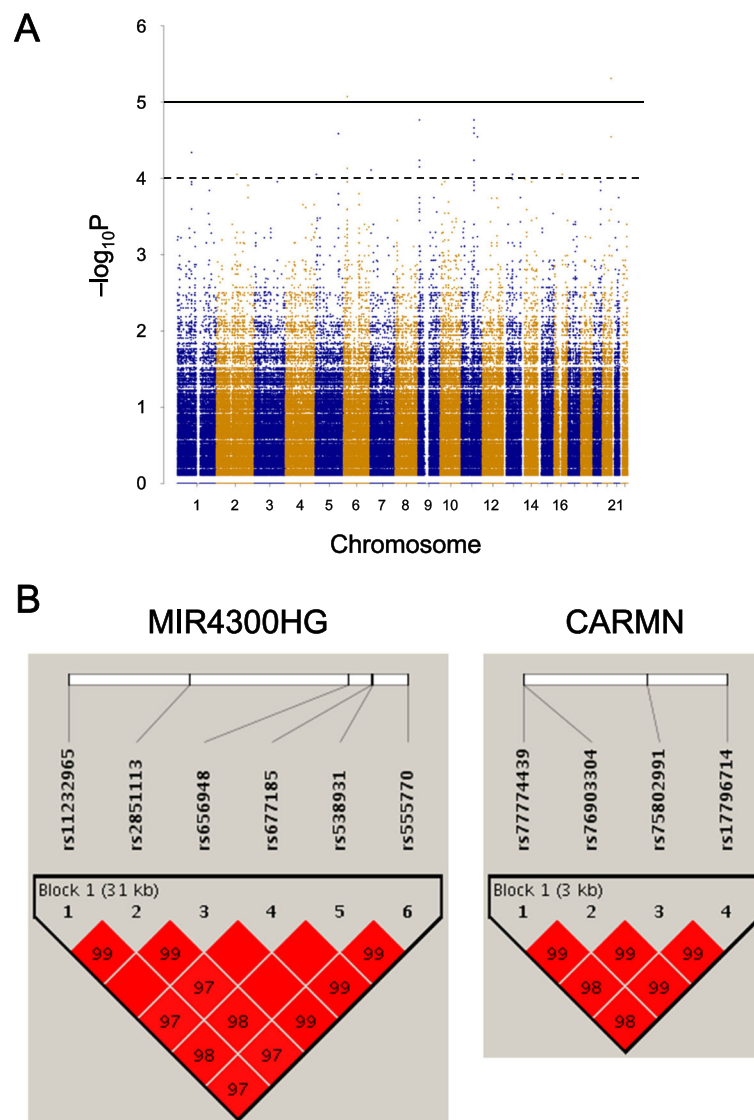 A
6
5
4
3
2
1
0
–log10P
1 2 3 4 5 6 7 8 9 10 12 14 16 21
Chromosome
B
MIR4300HG
CARMN
rs11232965
rs2851113
rs656948
rs677185
rs538931
rs555770
rs77774439
rs76903304
rs75802991
rs17796714
Block 1 (31 kb)
1 2 3 4 5 6
99 99 99
97 99
97 98 99
98 97
97
Block 1 (3 kb)
1 2 3 4
99 99 99
98 99
98